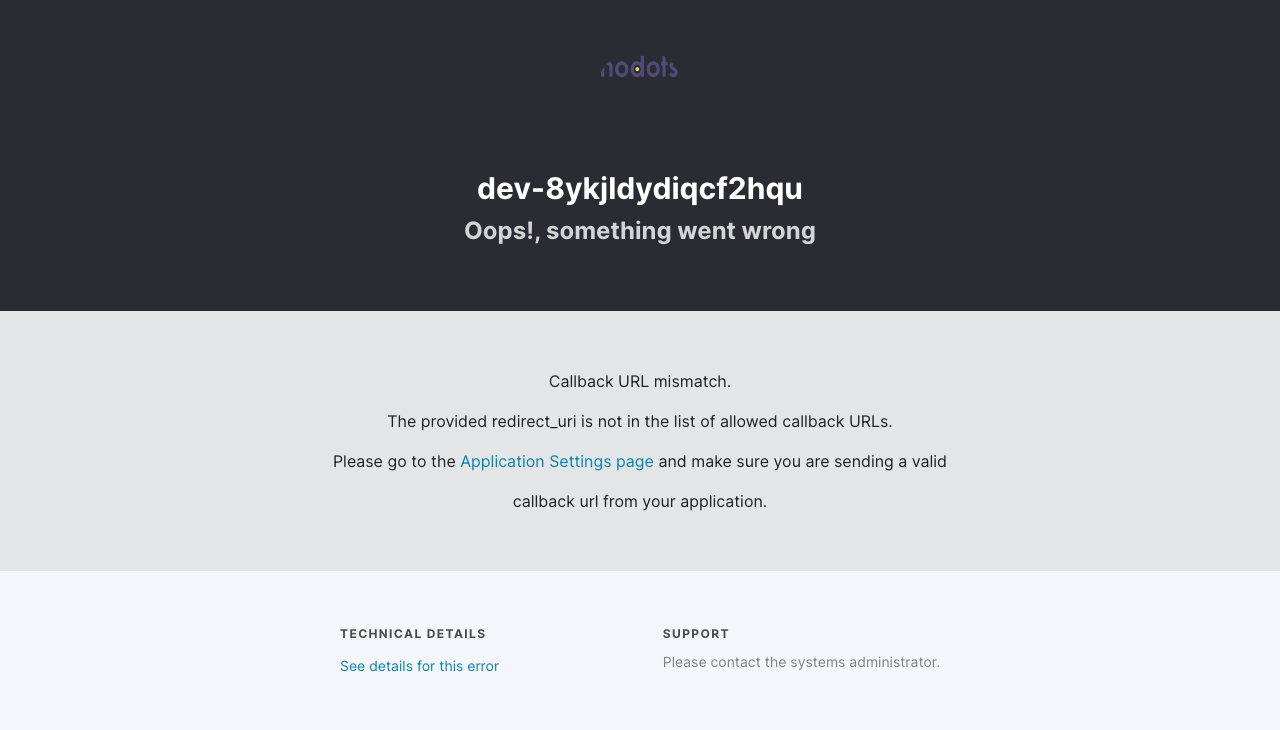 nodots
dev-8ykjldydiqcf2hqu
Oops!, something went wrong
Callback URL mismatch.
The provided redirect_uri is not in the list of allowed callback URLs.
Please go to the Application Settings page and make sure you are sending a valid
callback url from your application.
TECHNICAL DETAILS
See details for this error
SUPPORT
Please contact the systems administrator.